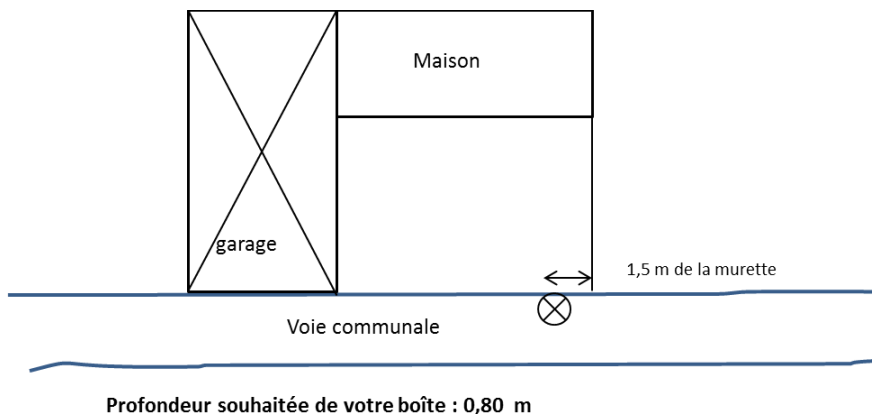 Maison
garage
1,5 m de la murette
Voie communale
Profondeur souhaitée de votre boîte : 0,80 m